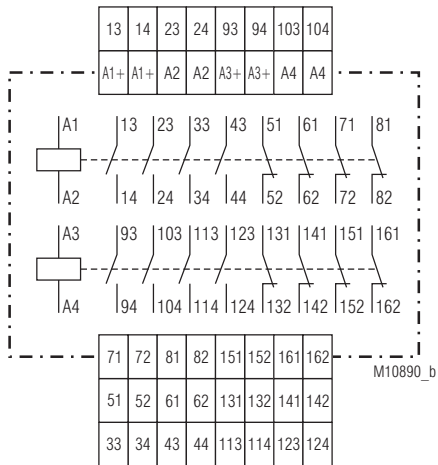 13 14 23 24 93 94 103 104
A1+ A1+ A2 A2 A3+ A3+ A4 A4
A1 13 23 33 43 51 61 71 81
A2 14 24 34 44 52 62 72 82
A3 93 103 113 123 131 141 151 161
A4 94 104 114 124 132 142 152 162
71 72 81 82 151 152 161 162
M10890_b
51 52 61 62 131 132 141 142
33 34 43 44 113 114 123 124